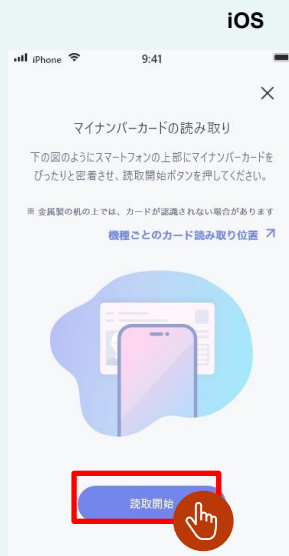 iOS
iPhone 9:41
マイナンバーカードの読み取り
下の図のようにスマートフォンの上部にマイナンバーカードを
ぴったりと密着させ、読取開始ボタンを押してください。
※ 金属製の机の上では、カードが認識されない場合があります
機種ごとのカード読み取り位置
読取開始